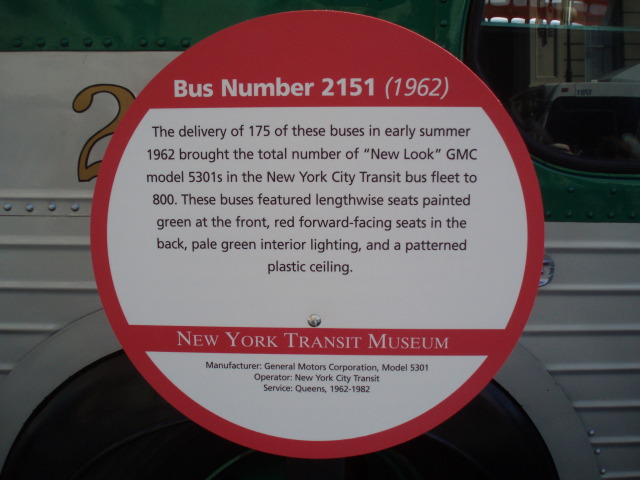 Bus Number 2151 (1962)
The delivery of 175 of these buses in early summer
1962 brought the total number of “New Look” GMC
model 5301s in the New York City Transit bus fleet to
800. These buses featured lengthwise seats painted
green at the front, red forward-facing seats in the
back, pale green interior lighting, and a patterned
plastic ceiling.
NEW YORK TRANSIT MUSEUM
Manufacturer: General Motors Corporation, Model 5301
Operator: New York City Transit
Service: Queens, 1962-1982
2